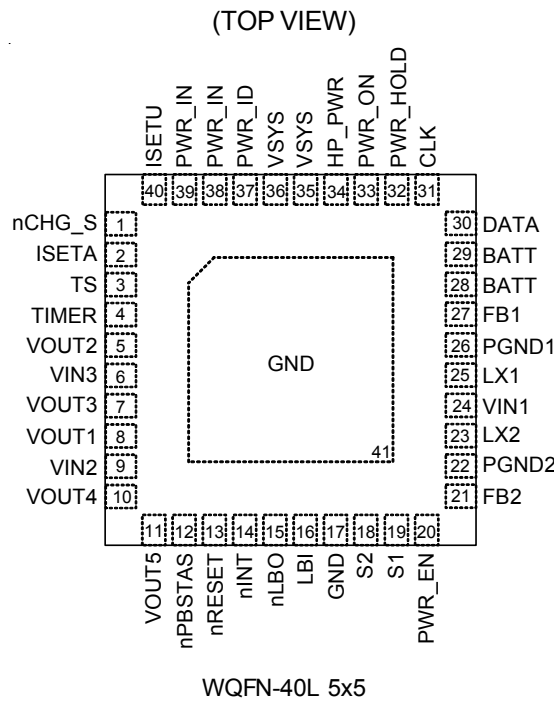 (TOP VIEW)
ISETU
PWR_IN
PWR_IN
PWR_ID
VSYS
VSYS
HP_PWR
PWR_ON
PWR_HOLD
CLK
40 39 38 37 36 35 34 33 32 31
nCHG_S 1
ISETA 2
TS 3
TIMER 4
VOUT2 5
VIN3 6
VOUT3 7
VOUT1 8
VIN2 9
VOUT4 10
GND
41
30 DATA
29 BATT
28 BATT
27 FB1
26 PGND1
25 LX1
24 VIN1
23 LX2
22 PGND2
21 FB2
11 12 13 14 15 16 17 18 19 20
VOUT5
nPBSTAS
nRESET
nINT
nLBO
LBI
GND
S2
S1
PWR_EN
WQFN-40L 5x5